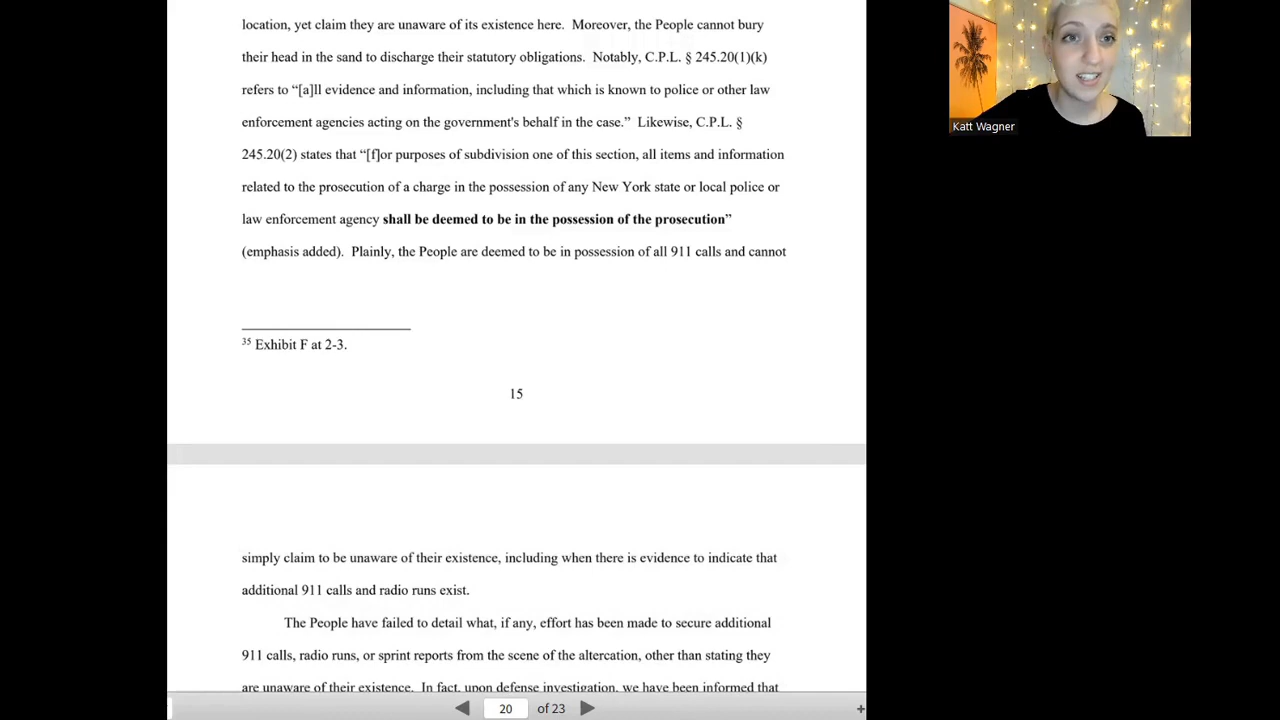 location, yet claim they are unaware of its existence here.  Moreover, the People cannot bury
their head in the sand to discharge their statutory obligations.  Notably, C.P.L. § 245.20(1)(k)
refers to “[a]ll evidence and information, including that which is known to police or other law
enforcement agencies acting on the government's behalf in the case.”  Likewise, C.P.L. §
245.20(2) states that “[f]or purposes of subdivision one of this section, all items and information
related to the prosecution of a charge in the possession of any New York state or local police or
law enforcement agency shall be deemed to be in the possession of the prosecution”
(emphasis added).  Plainly, the People are deemed to be in possession of all 911 calls and cannot
35 Exhibit F at 2-3.
15
simply claim to be unaware of their existence, including when there is evidence to indicate that
additional 911 calls and radio runs exist.
The People have failed to detail what, if any, effort has been made to secure additional
911 calls, radio runs, or sprint reports from the scene of the altercation, other than stating they
are unaware of their existence.  In fact, upon defense investigation, we have been informed that
20 of 23
Katt Wagner